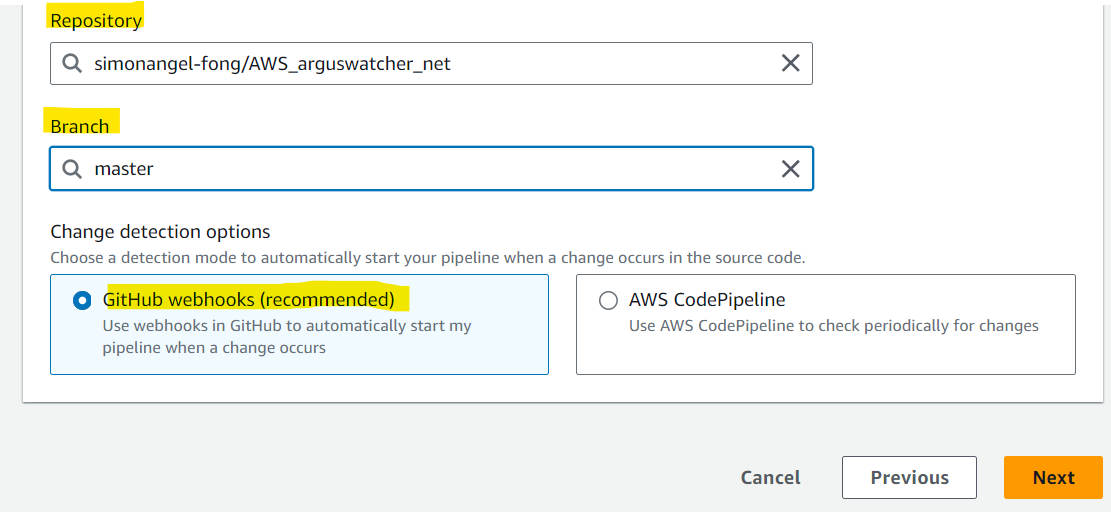 Repository
simonangel-fong/AWS_arguswatcher_net
Branch
master
Change detection options
Choose a detection mode to automatically start your pipeline when a change occurs in the source code.
GitHub webhooks (recommended)
Use webhooks in GitHub to automatically start my
pipeline when a change occurs
AWS CodePipeline
Use AWS CodePipeline to check periodically for changes
Cancel
Previous
Next